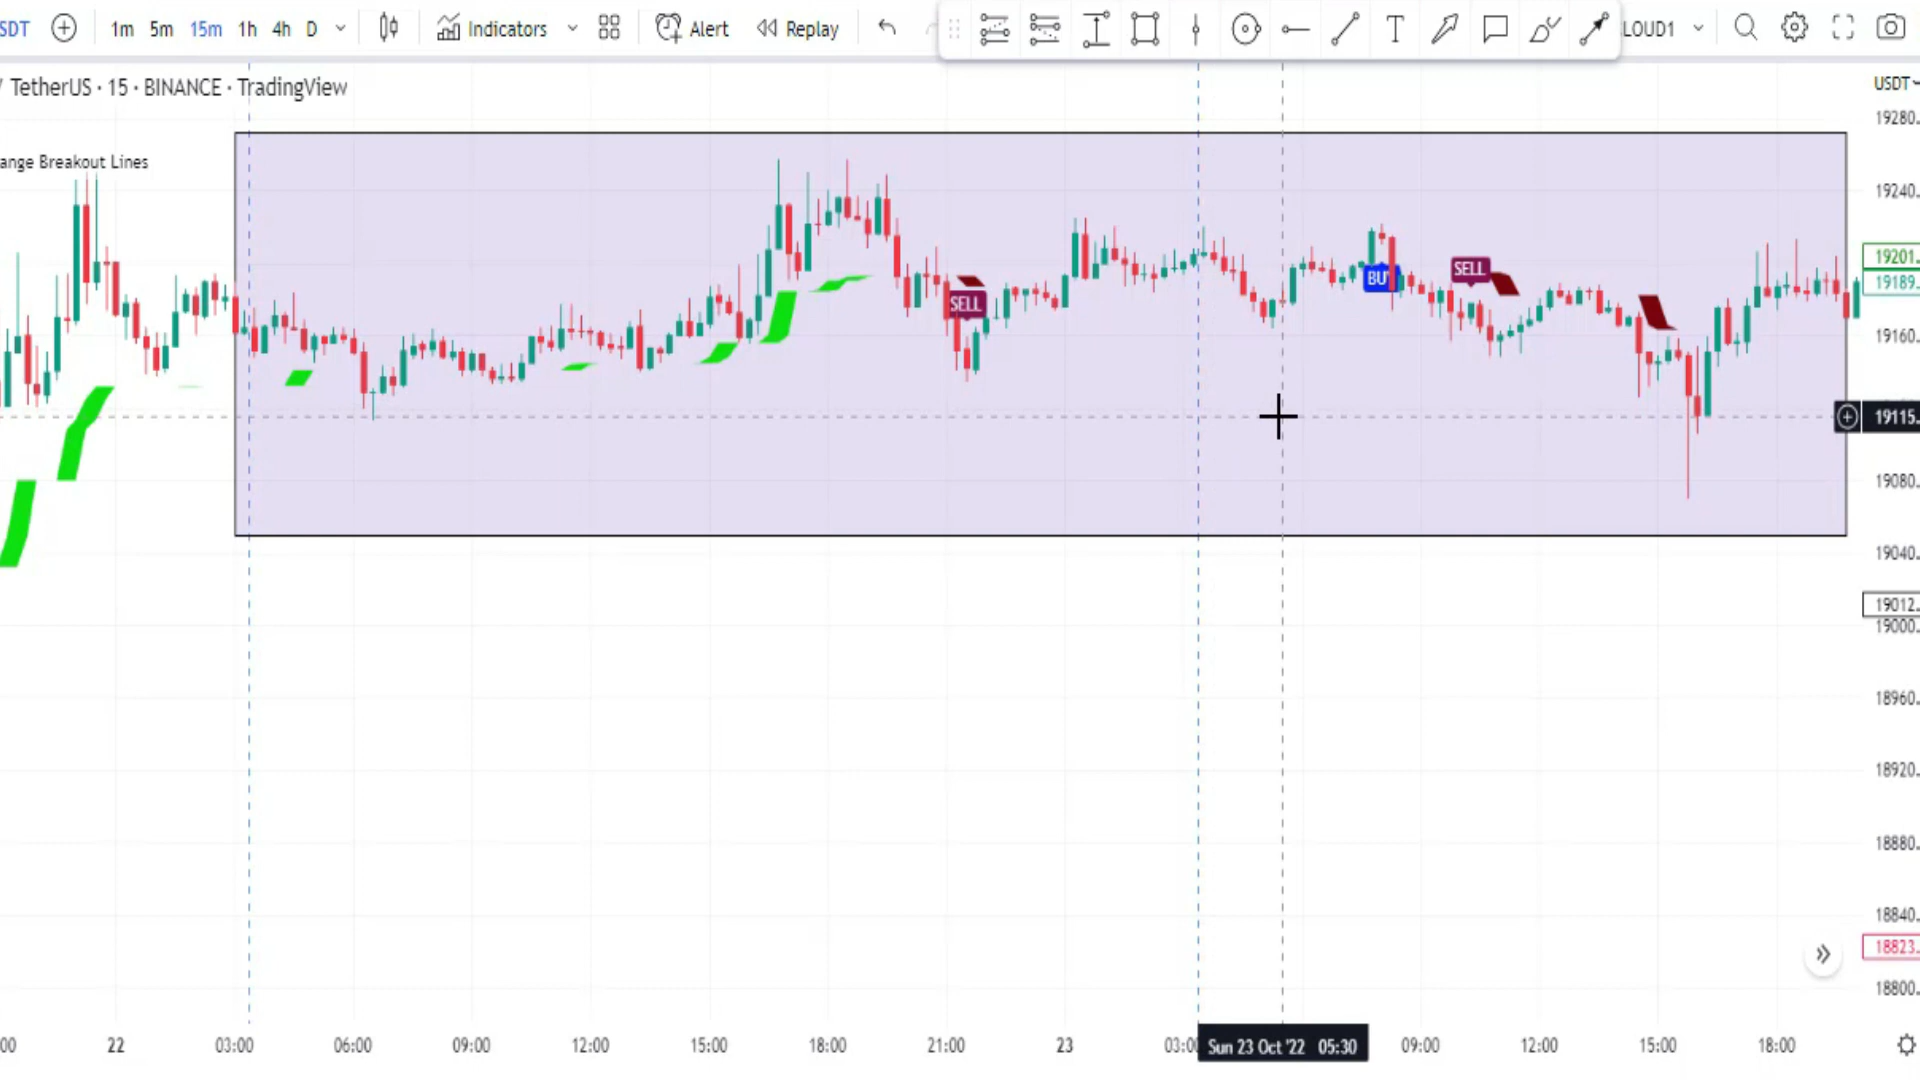 SDT 1m 5m 15m 1h 4h D Indicators Alert Replay T LOUD1
/ TetherUS · 15 · BINANCE · TradingView
USDT
ange Breakout Lines
19280.
19240.
19201.
19189.
19160.
19115.
19080.
19040.
19012.
19000.
18960.
18920.
18880.
18840.
18823.
18800.
SELL
BU
SELL
00 22 03:00 06:00 09:00 12:00 15:00 18:00 21:00 23 03:00 Sun 23 Oct '22 05:30 09:00 12:00 15:00 18:00